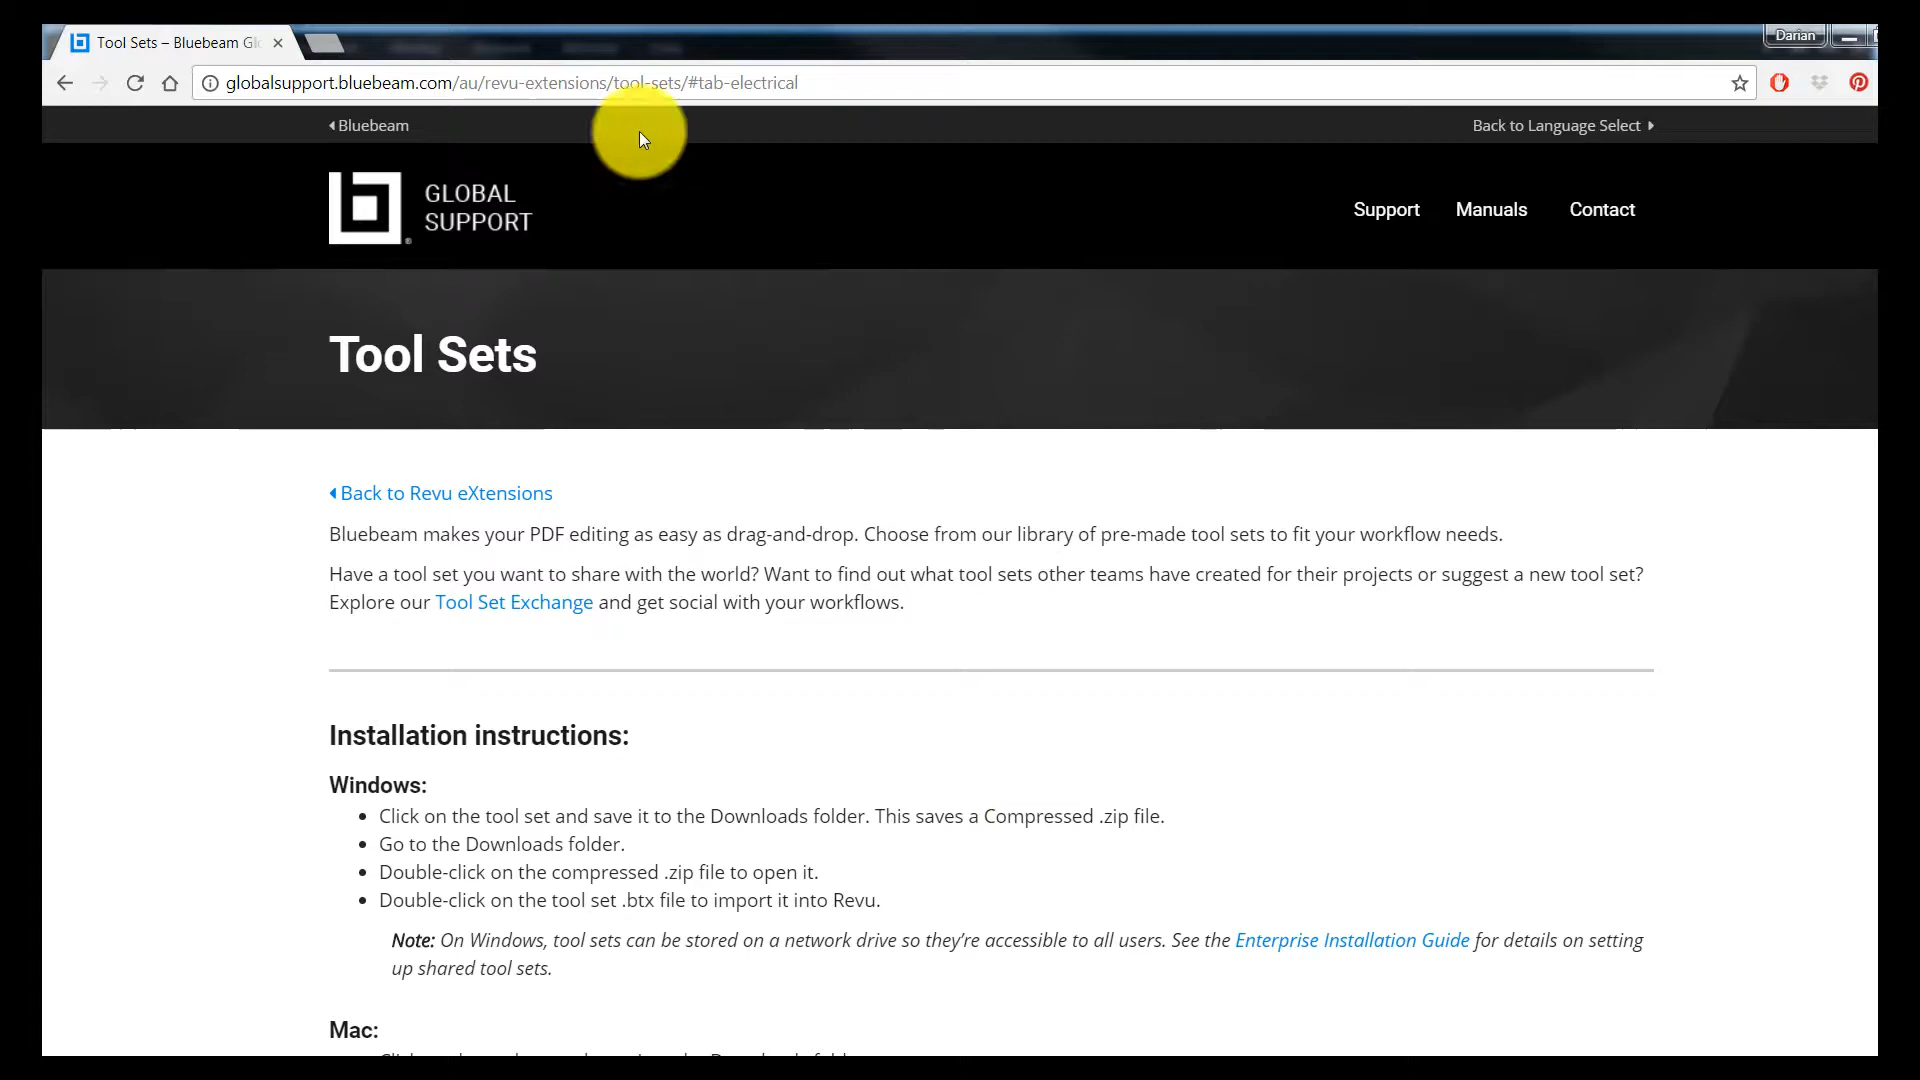 Tool Sets – Bluebeam Gl
Darian
globalsupport.bluebeam.com/au/revu-extensions/tool-sets/#tab-electrical
Bluebeam
Back to Language Select
GLOBAL
SUPPORT
Support
Manuals
Contact
Tool Sets
Back to Revu eXtensions
Bluebeam makes your PDF editing as easy as drag-and-drop. Choose from our library of pre-made tool sets to fit your workflow needs.
Have a tool set you want to share with the world? Want to find out what tool sets other teams have created for their projects or suggest a new tool set?
Explore our Tool Set Exchange and get social with your workflows.
Installation instructions:
Windows:
• Click on the tool set and save it to the Downloads folder. This saves a Compressed .zip file.
• Go to the Downloads folder.
• Double-click on the compressed .zip file to open it.
• Double-click on the tool set .btx file to import it into Revu.
Note: On Windows, tool sets can be stored on a network drive so they’re accessible to all users. See the Enterprise Installation Guide for details on setting
up shared tool sets.
Mac: